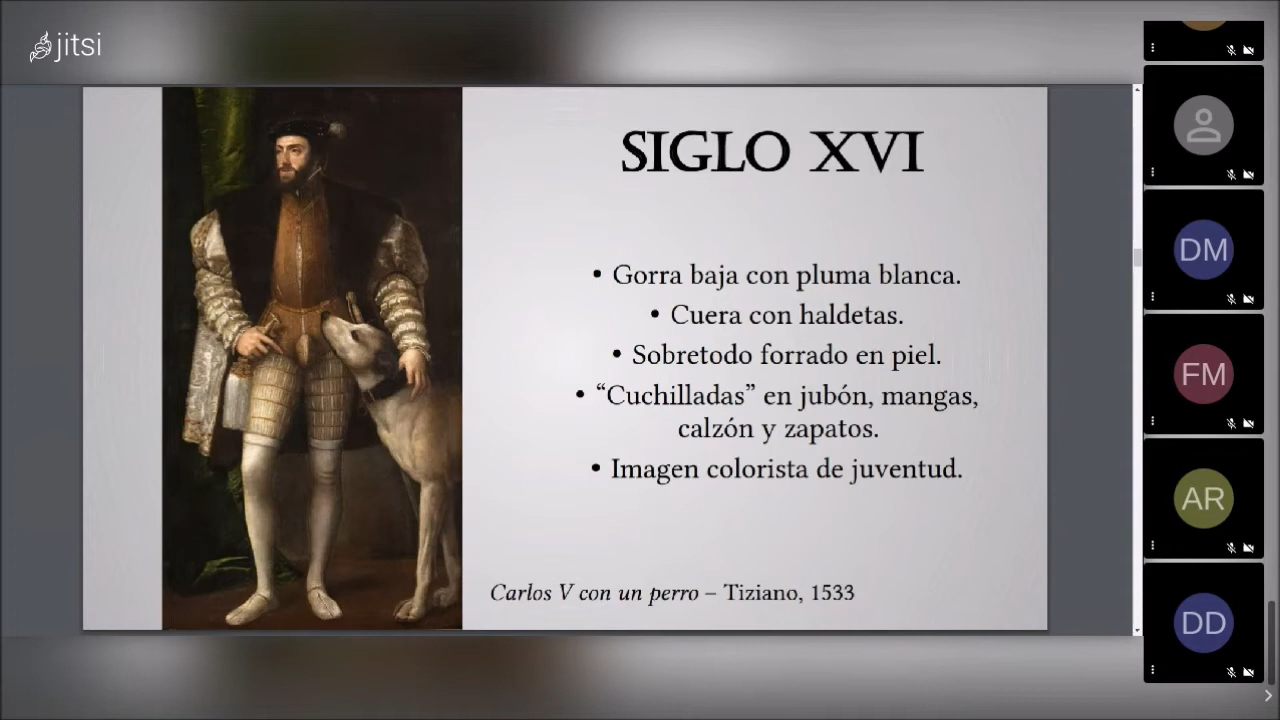 jitsi
SIGLO XVI
• Gorra baja con pluma blanca.
• Cuera con haldetas.
• Sobretodo forrado en piel.
• “Cuchilladas” en jubón, mangas,
calzón y zapatos.
• Imagen colorista de juventud.
Carlos V con un perro – Tiziano, 1533
DM
FM
AR
DD